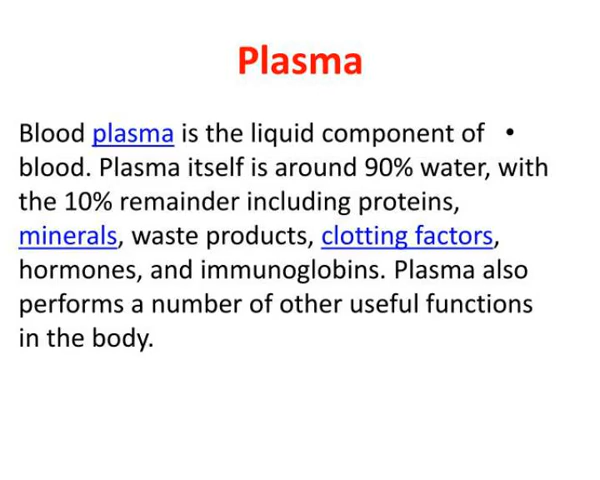 Plasma
Blood plasma is the liquid component of •
blood. Plasma itself is around 90% water, with
the 10% remainder including proteins,
minerals, waste products, clotting factors,
hormones, and immunoglobins. Plasma also
performs a number of other useful functions
in the body.